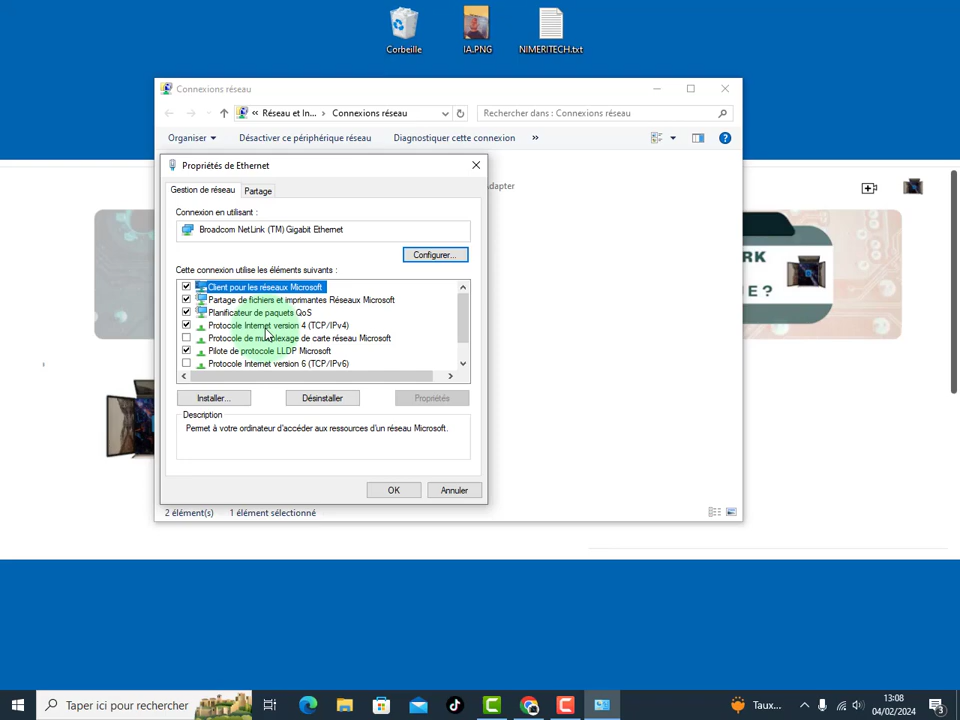 Corbeille
IA.PNG
NIMERITECH.txt
Connexions réseau
« Réseau et In... › Connexions réseau
Rechercher dans : Connexions réseau
Organiser
Désactiver ce périphérique réseau
Diagnostiquer cette connexion
»
Propriétés de Ethernet
Gestion de réseau
Partage
dapter
Connexion en utilisant :
Broadcom NetLink (TM) Gigabit Ethernet
Configurer...
Cette connexion utilise les éléments suivants :
Client pour les réseaux Microsoft
Partage de fichiers et imprimantes Réseaux Microsoft
Planificateur de paquets QoS
Protocole Internet version 4 (TCP/IPv4)
Protocole de multiplexage de carte réseau Microsoft
Pilote de protocole LLDP Microsoft
Protocole Internet version 6 (TCP/IPv6)
Installer...
Désinstaller
Propriétés
Description
Permet à votre ordinateur d'accéder aux ressources d'un réseau Microsoft.
OK
Annuler
2 élément(s)
1 élément sélectionné
RK
E ?
Taper ici pour rechercher
Taux...
13:08
04/02/2024
3